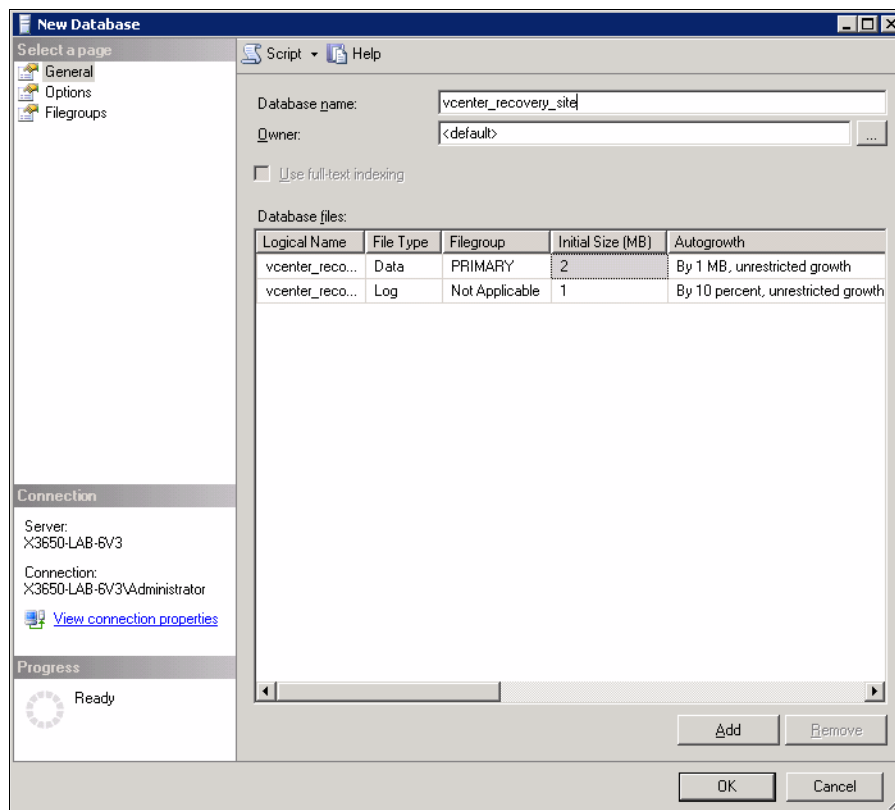 New Database
Select a page
General
Options
Filegroups
Script Help
Database name: vcenter_recovery_site
Owner: <default> ...
Use full-text indexing
Database files:
Logical Name File Type Filegroup Initial Size (MB) Autogrowth
vcenter_reco... Data PRIMARY 2 By 1 MB, unrestricted growth
vcenter_reco... Log Not Applicable 1 By 10 percent, unrestricted growth
Connection
Server:
X3650-LAB-6V3
Connection:
X3650-LAB-6V3\Administrator
View connection properties
Progress
Ready
Add Remove
OK Cancel